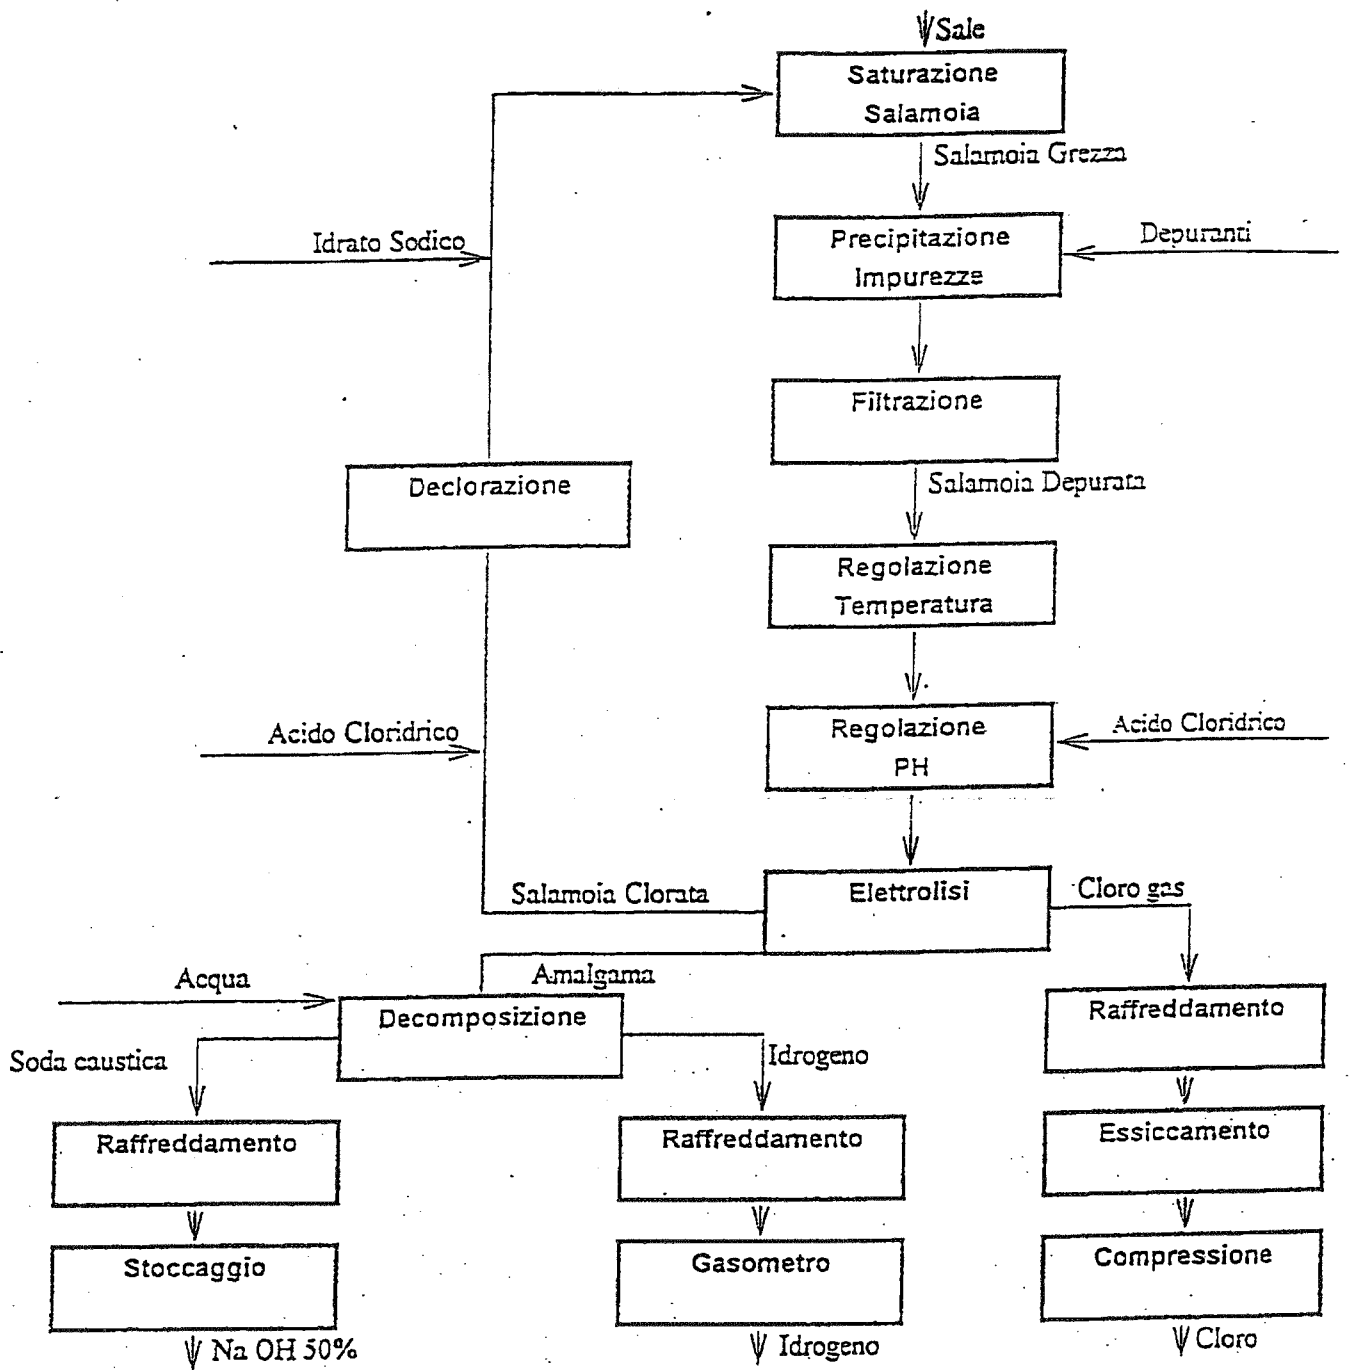 Sale
Saturazione
Salamoia
Salamoia Grezza
Idrato Sodico
Precipitazione
Impurezze
Depuranti
Filtrazione
Declorazione
Salamoia Depurata
Regolazione
Temperatura
Acido Cloridrico
Regolazione
PH
Acido Cloridrico
Salamoia Clorata
Elettrolisi
Cloro gas
Acqua
Amalgama
Decomposizione
Raffreddamento
Soda caustica
Idrogeno
Raffreddamento
Raffreddamento
Essiccamento
Stoccaggio
Gasometro
Compressione
Na OH 50%
Idrogeno
Cloro